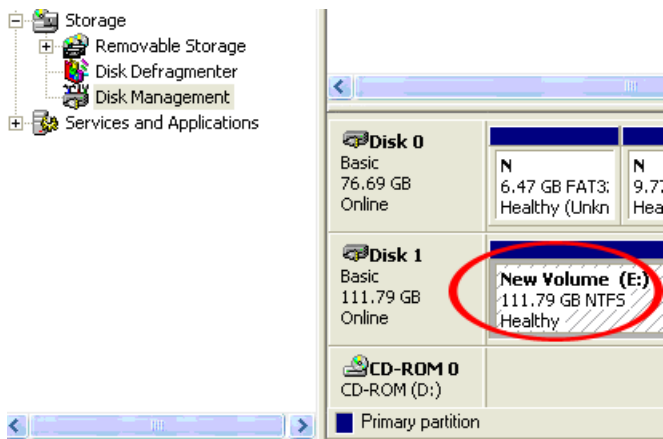 Storage
Removable Storage
Disk Defragmenter
Disk Management
Services and Applications
Disk 0
Basic
76.69 GB
Online
N
6.47 GB FAT3
Healthy (Unkn
N
9.77
Hea
Disk 1
Basic
111.79 GB
Online
New Volume (E:)
111.79 GB NTFS
Healthy
CD-ROM 0
CD-ROM (D:)
Primary partition